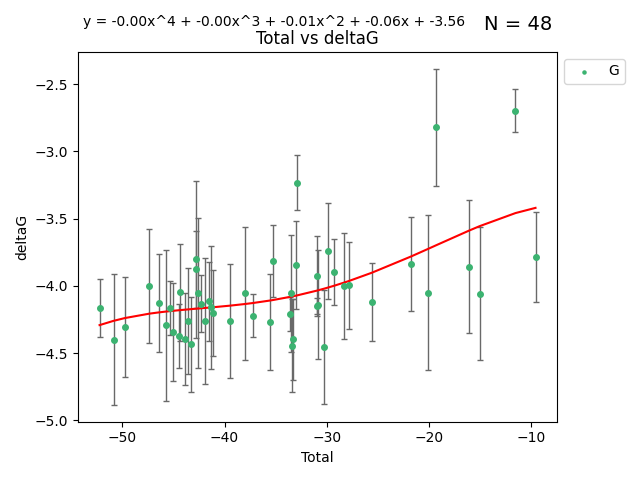 y = -0.00x^4 + -0.00x^3 + -0.01x^2 + -0.06x + -3.56 N = 48
Total vs deltaG
G
−2.5
−3.0
−3.5
−4.0
−4.5
−5.0
deltaG
−50 −40 −30 −20 −10
Total